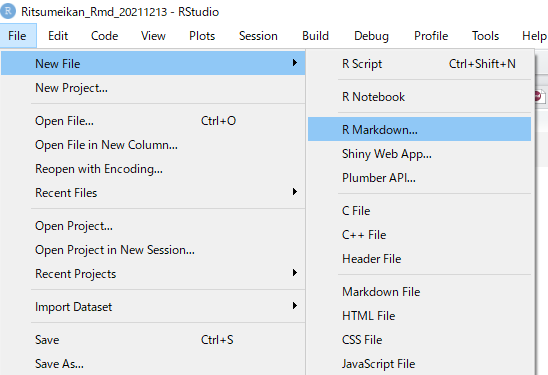 R Ritsumeikan_Rmd_20211213 - RStudio
File Edit Code View Plots Session Build Debug Profile Tools Help
New File
New Project...
Open File... Ctrl+O
Open File in New Column...
Reopen with Encoding...
Recent Files
Open Project...
Open Project in New Session...
Recent Projects
Import Dataset
Save Ctrl+S
Save As...
R Script Ctrl+Shift+N
R Notebook
R Markdown...
Shiny Web App...
Plumber API...
C File
C++ File
Header File
Markdown File
HTML File
CSS File
JavaScript File